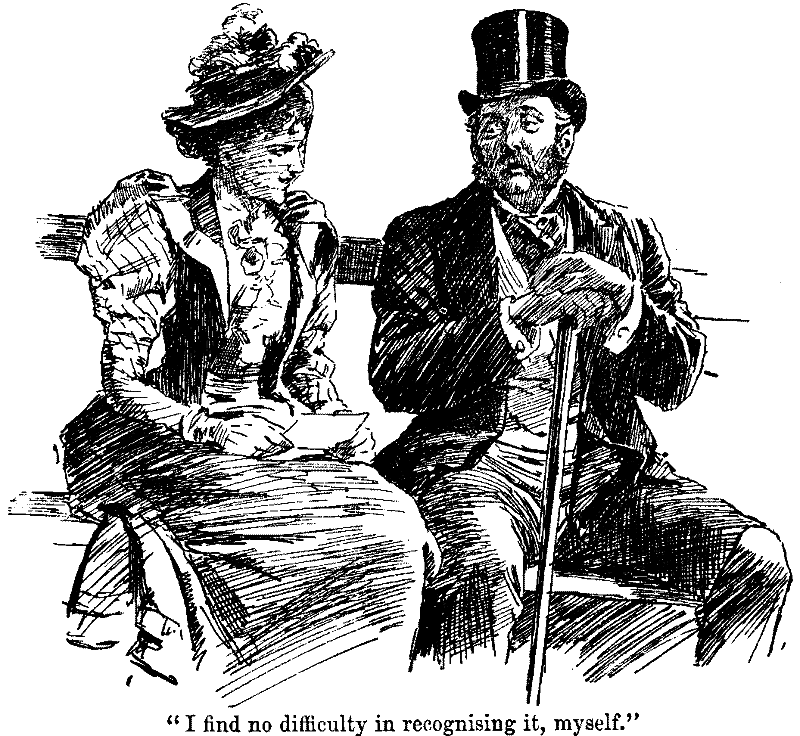 “I find no difficulty in recognising it, myself.”